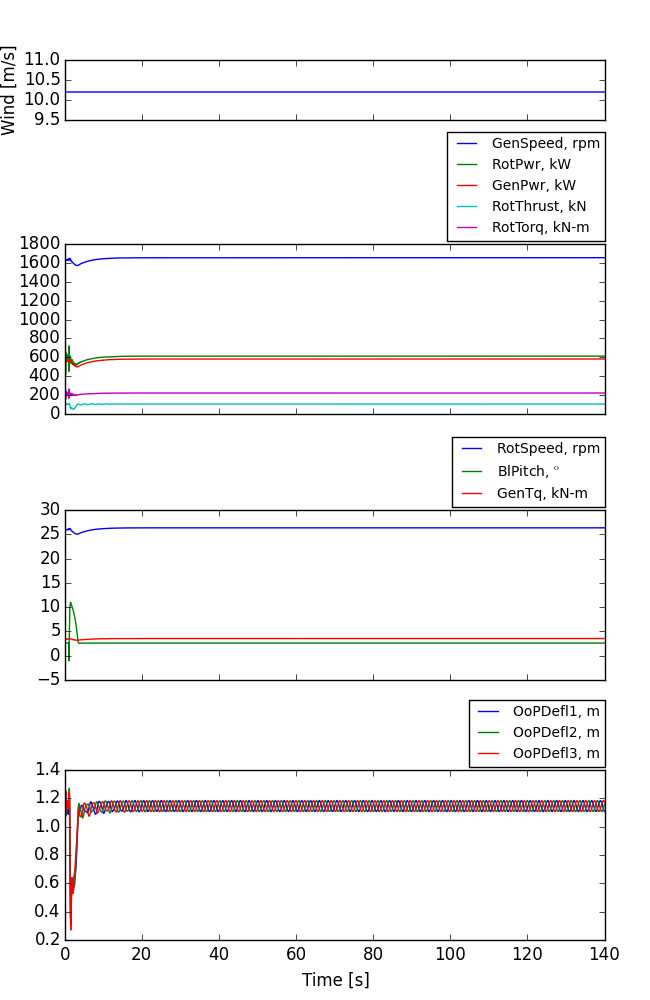 Wind [m/s]
11.0
10.5
10.0
9.5
GenSpeed, rpm
RotPwr, kW
GenPwr, kW
RotThrust, kN
RotTorq, kN-m
1800
1600
1400
1200
1000
800
600
400
200
0
RotSpeed, rpm
BlPitch, °
GenTq, kN-m
30
25
20
15
10
5
0
−5
OoPDefl1, m
OoPDefl2, m
OoPDefl3, m
1.4
1.2
1.0
0.8
0.6
0.4
0.2
0 20 40 60 80 100 120 140
Time [s]